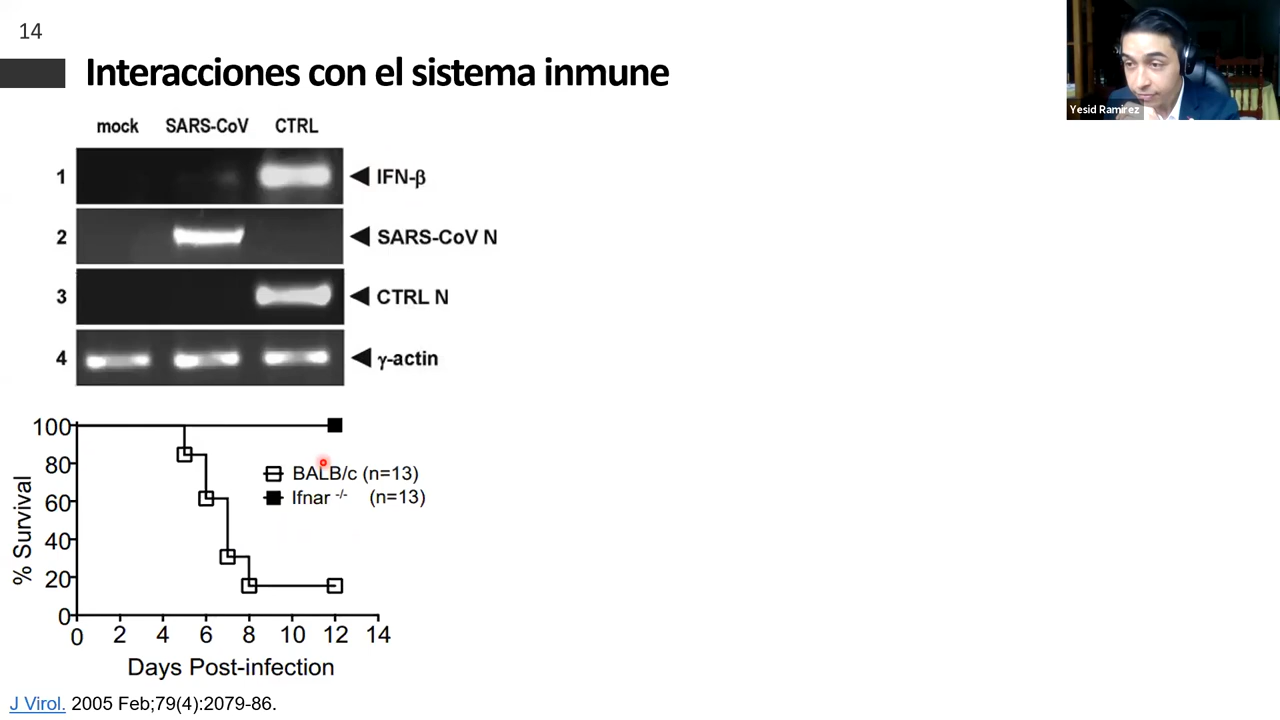 14
Interacciones con el sistema inmune
Yesid Ramirez
mock SARS-CoV CTRL
1 IFN-β
2 SARS-CoV N
3 CTRL N
4 γ-actin
100
80
60
40
20
0
% Survival
BALB/c (n=13)
Ifnar -/- (n=13)
0 2 4 6 8 10 12 14
Days Post-infection
J Virol. 2005 Feb;79(4):2079-86.